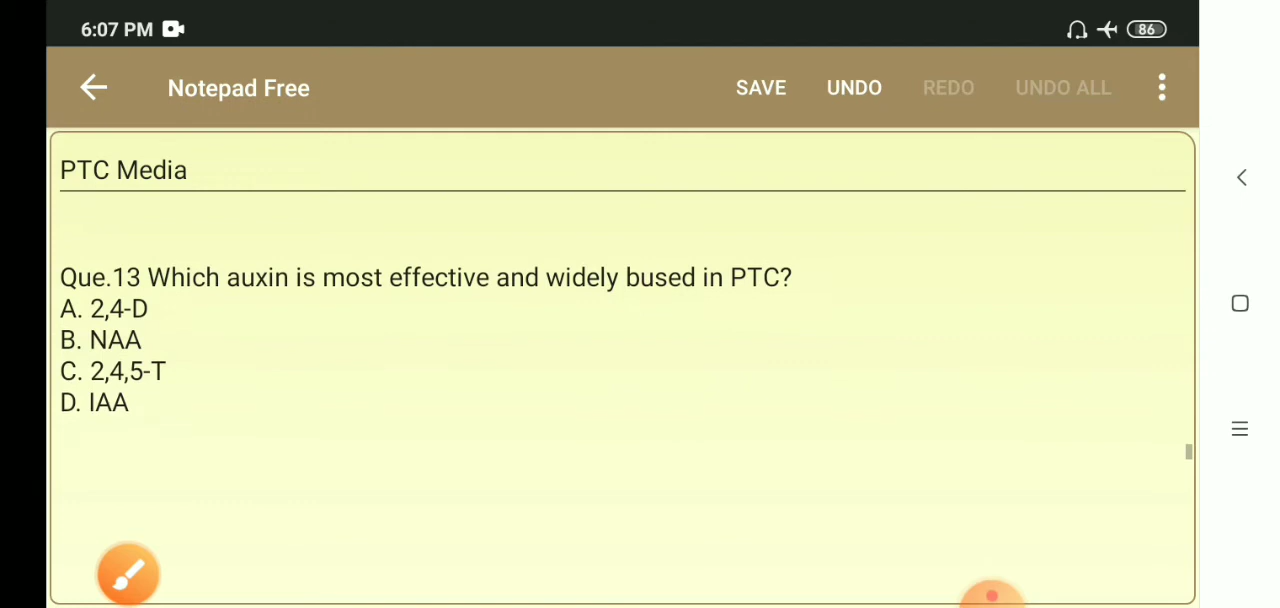 6:07 PM
86
Notepad Free
SAVE
UNDO
REDO
UNDO ALL
PTC Media
Que.13 Which auxin is most effective and widely bused in PTC?
A. 2,4-D
B. NAA
C. 2,4,5-T
D. IAA